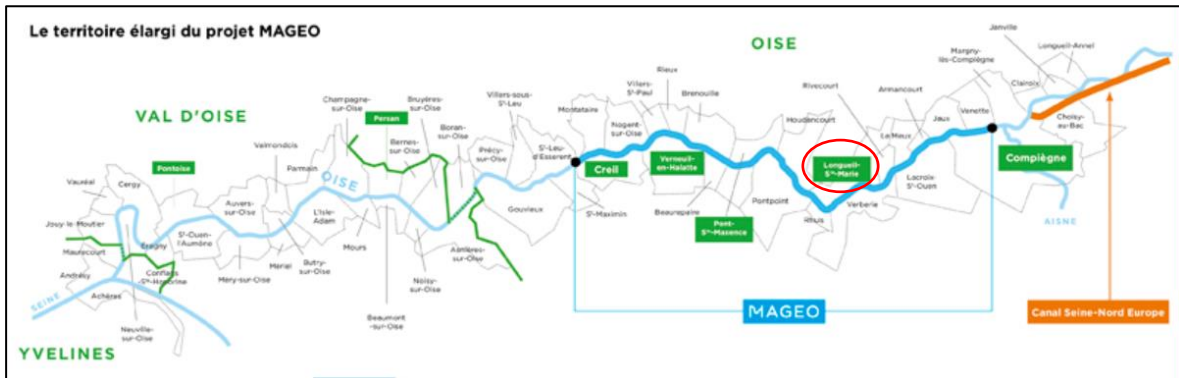 Le territoire élargi du projet MAGEO
OISE
Janville
Longueil-Annel
Margny-
lès-Compiègne
Clairoix
Rieux
Villers-
St-Paul
Brenouille
Rivecourt
Armancourt
VAL D'OISE
Champagne-
sur-Oise
Bruyères-
sur-Oise
Villers-sous-
St-Leu
Montataire
Nogent-
sur-Oise
Houdancourt
Le Meux
Jaux
Venette
Choisy-
au-Bac
Persan
Bernes-
sur-Oise
Boran-
sur-Oise
Précy-
sur-Oise
St-Leu-
d'Esserent
Valmondois
Parmain
Pontoise
Creil
Verneuil-
en-Halatte
Longueil-
Ste-Marie
Compiègne
Vauréal
Cergy
OISE
Lacroix-
St-Ouen
Auvers-
sur-Oise
L'Isle-
Adam
Gouvieux
St-Maximin
Beaurepaire
Pontpoint
Rhuis
Verberie
AISNE
Jouy-le-Moutier
St-Ouen-
l'Aumône
Mours
Asnières-
sur-Oise
Pont-
Ste-Maxence
Maurecourt
Eragny
Andrésy
Conflans
-Ste-Honorine
Méry-sur-Oise
Mériel
Butry-
sur-Oise
Noisy-
sur-Oise
Achères
SEINE
Neuville-
sur-Oise
Beaumont
-sur-Oise
MAGEO
Canal Seine-Nord Europe
YVELINES